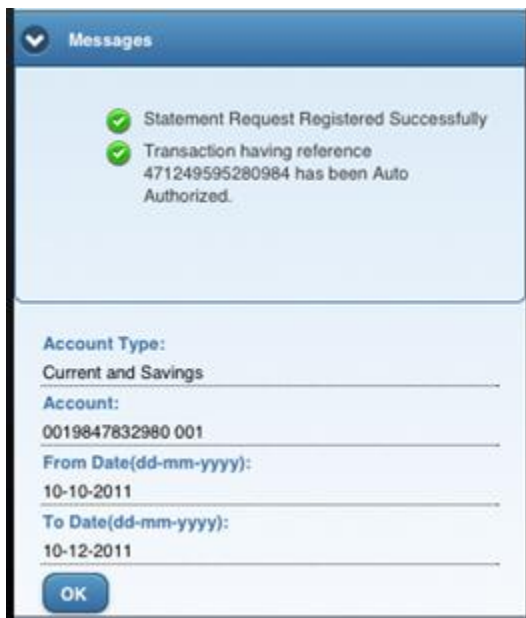 Messages
Statement Request Registered Successfully
Transaction having reference
471249595280984 has been Auto
Authorized.
Account Type:
Current and Savings
Account:
0019847832980 001
From Date(dd-mm-yyyy):
10-10-2011
To Date(dd-mm-yyyy):
10-12-2011
OK